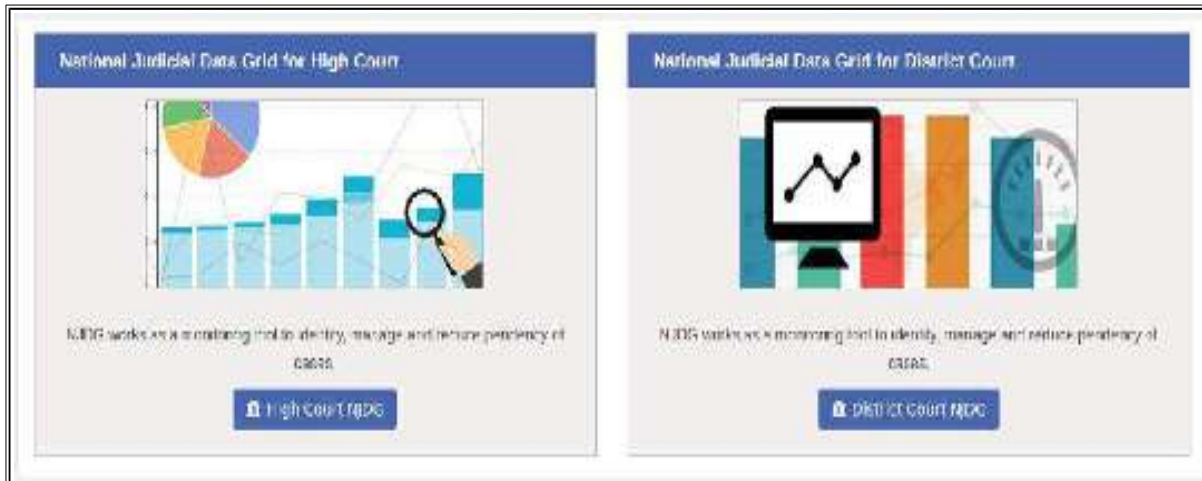 National Judicial Data Grid for High Court
NJDG works as a monitoring tool to identify, manage and reduce pendency of
cases.
High Court NJDG
National Judicial Data Grid for District Court
NJDG works as a monitoring tool to identify, manage and reduce pendency of
cases.
District Court NJDG